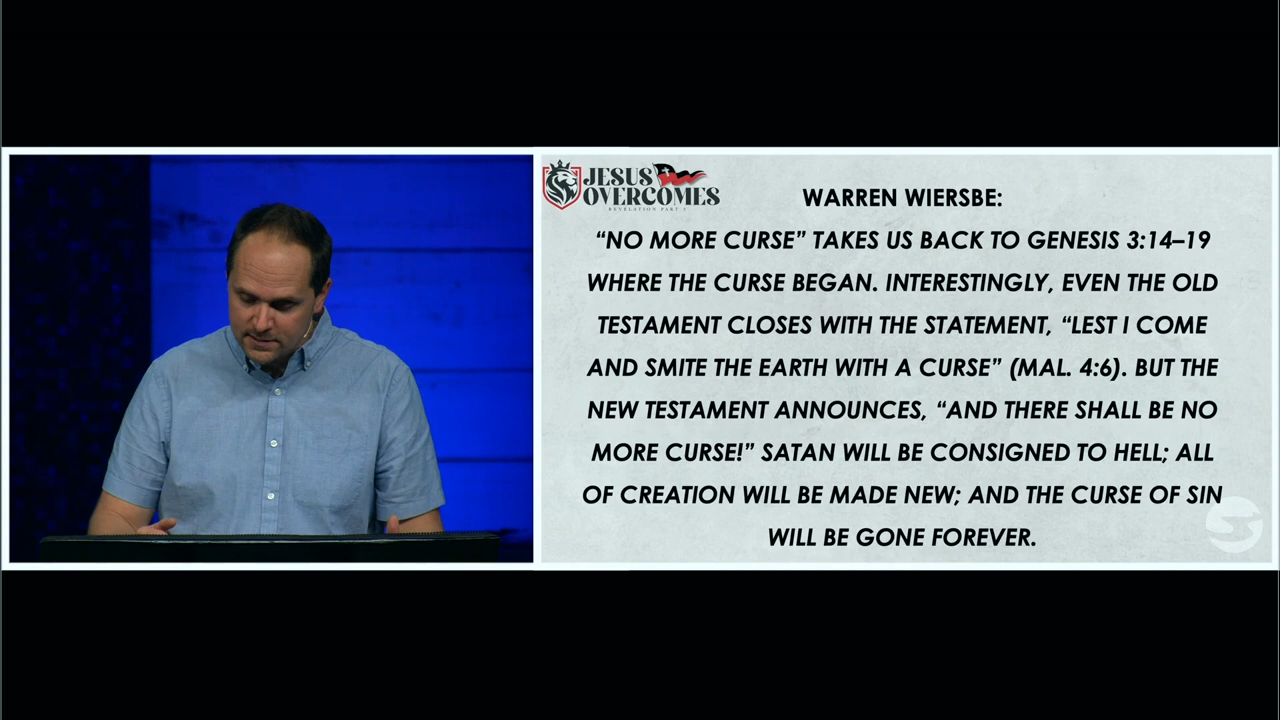 JESUS
OVERCOMES
REVELATION PART 3
WARREN WIERSBE:
“NO MORE CURSE” TAKES US BACK TO GENESIS 3:14–19
WHERE THE CURSE BEGAN. INTERESTINGLY, EVEN THE OLD
TESTAMENT CLOSES WITH THE STATEMENT, “LEST I COME
AND SMITE THE EARTH WITH A CURSE” (MAL. 4:6). BUT THE
NEW TESTAMENT ANNOUNCES, “AND THERE SHALL BE NO
MORE CURSE!” SATAN WILL BE CONSIGNED TO HELL; ALL
OF CREATION WILL BE MADE NEW; AND THE CURSE OF SIN
WILL BE GONE FOREVER.